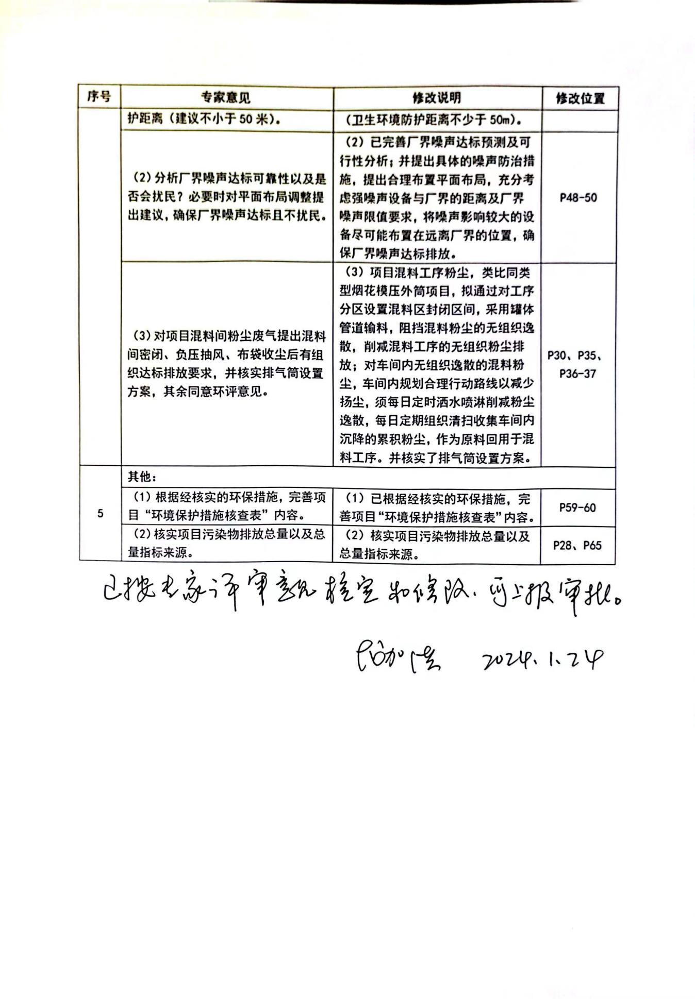 序号 专家意见 修改说明 修改位置
护距离（建议不小于 50 米）。
（卫生环境防护距离不少于 50m）。
（2）分析厂界噪声达标可靠性以及是
否会扰民？必要时对平面布局调整提
出建议，确保厂界噪声达标且不扰民。
（2）已完善厂界噪声达标预测及可
行性分析；并提出具体的噪声防治措
施，提出合理布置平面布局，充分考
虑强噪声设备与厂界的距离及厂界
噪声限值要求，将噪声影响较大的设
备尽可能布置在远离厂界的位置，确
保厂界噪声达标排放。
P48-50
（3）对项目混料间粉尘废气提出混料
间密闭、负压抽风、布袋收尘后有组
织达标排放要求，并核实排气筒设置
方案，其余同意环评意见。
（3）项目混料工序粉尘，类比同类
型烟花模压外筒项目，拟通过对工序
分区设置混料区封闭区间，采用罐体
管道输料，阻挡混料粉尘的无组织逸
散，削减混料工序的无组织粉尘排
放；对车间内无组织逸散的混料粉
尘，车间内规划合理行动路线以减少
扬尘，须每日定时洒水喷淋削减粉尘
逸散，每日定期组织清扫收集车间内
沉降的累积粉尘，作为原料回用于混
料工序。并核实了排气筒设置方案。
P30、P35、
P36-37
5
其他：
（1）根据经核实的环保措施，完善项
目“环境保护措施核查表”内容。
（1）已根据经核实的环保措施，完
善项目“环境保护措施核查表”内容。
P59-60
（2）核实项目污染物排放总量以及总
量指标来源。
（2）核实项目污染物排放总量以及
总量指标来源。
P28、P65
已按专家评审意见核定和修改，可上报审批。
2024.1.24